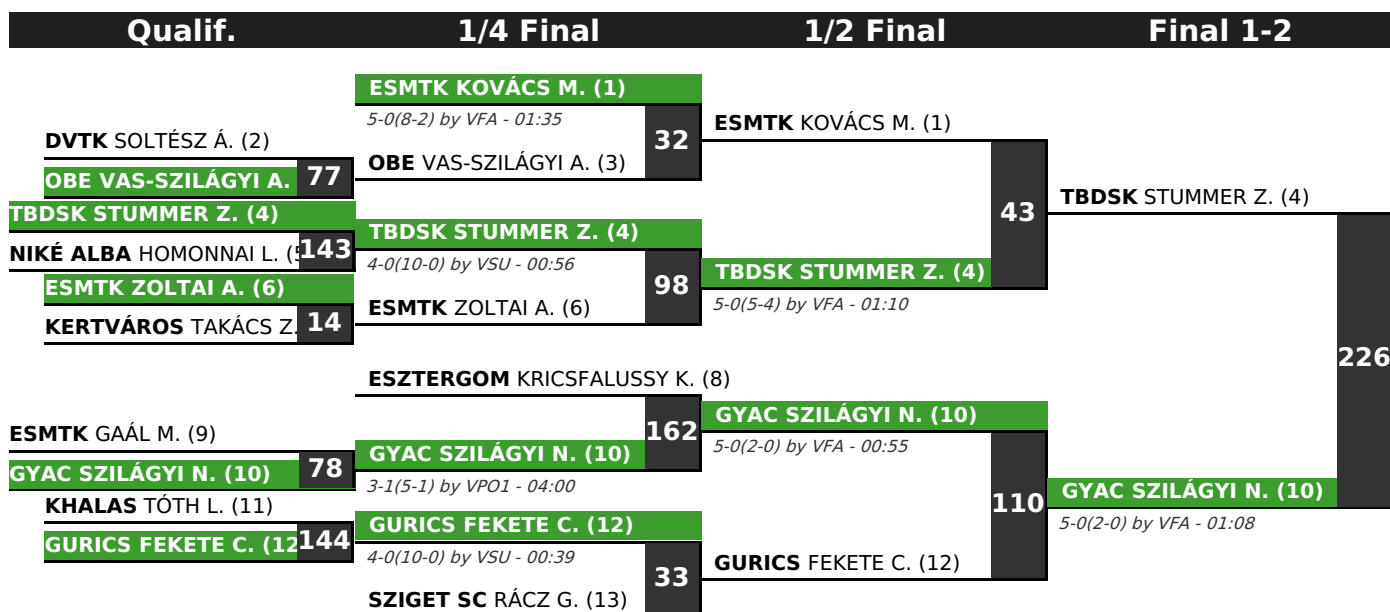 Qualif. 1/4 Final 1/2 Final Final 1-2
DVTK SOLTÉSZ Á. (2)
OBE VAS-SZILÁGYI A.
77
TBDSK STUMMER Z. (4)
NIKÉ ALBA HOMONNAI L. (5
143
ESMTK ZOLTAI A. (6)
KERTVÁROS TAKÁCS Z.
14
ESMTK GAÁL M. (9)
GYAC SZILÁGYI N. (10)
78
KHALAS TÓTH L. (11)
GURICS FEKETE C. (12
144
ESMTK KOVÁCS M. (1)
5-0(8-2) by VFA - 01:35
OBE VAS-SZILÁGYI A. (3)
32
TBDSK STUMMER Z. (4)
4-0(10-0) by VSU - 00:56
ESMTK ZOLTAI A. (6)
98
ESZTERGOM KRICSFALUSSY K. (8)
162
GYAC SZILÁGYI N. (10)
3-1(5-1) by VPO1 - 04:00
GURICS FEKETE C. (12)
4-0(10-0) by VSU - 00:39
SZIGET SC RÁCZ G. (13)
33
ESMTK KOVÁCS M. (1)
43
TBDSK STUMMER Z. (4)
5-0(5-4) by VFA - 01:10
GYAC SZILÁGYI N. (10)
5-0(2-0) by VFA - 00:55
110
GURICS FEKETE C. (12)
TBDSK STUMMER Z. (4)
226
GYAC SZILÁGYI N. (10)
5-0(2-0) by VFA - 01:08